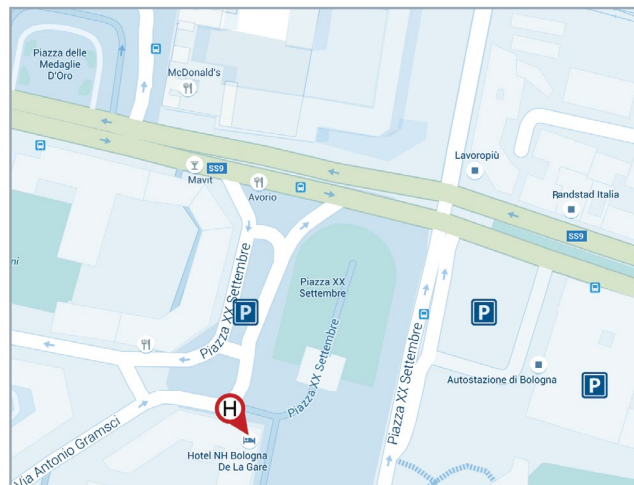 Piazza delle
Medaglie
D'Oro
McDonald's
Lavoropiù
Mavit
SS9
Avorio
Randstad Italia
SS9
ni
Piazza XX
Settembre
Piazza XX Settembre
P
P
Piazza XX Settembre
Piazza XX Settembre
Autostazione di Bologna
P
H
Via Antonio Gramsci
Hotel NH Bologna
De La Gare